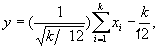 y = (1/√(k/12)) (∑_{i=1}^{k} x_i − k/12,